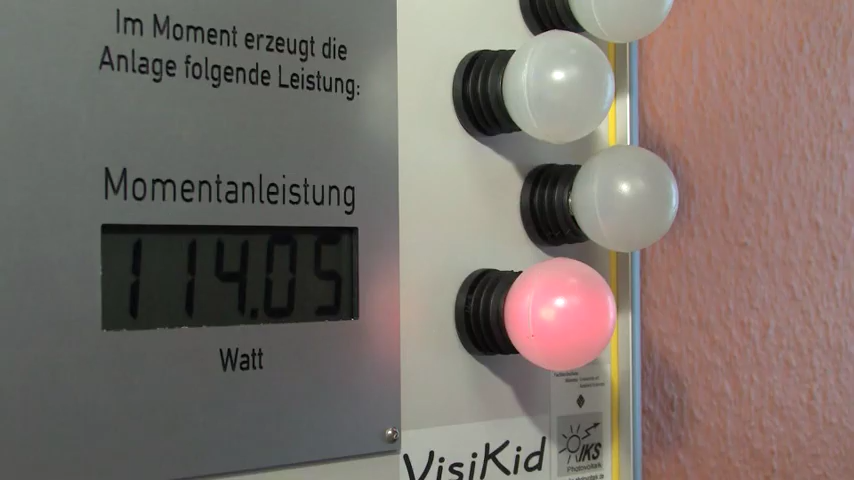 Im Moment erzeugt die
Anlage folgende Leistung:
Momentanleistung
114.05
Watt
VisiKid
IKS
Photovoltaik